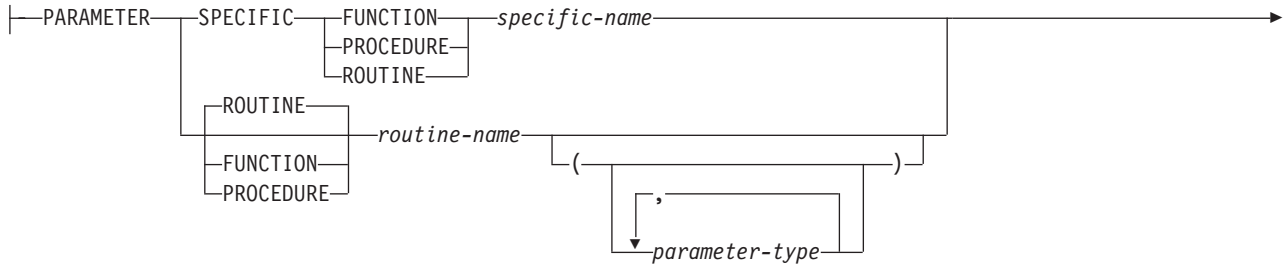 PARAMETER SPECIFIC FUNCTION specific-name
PROCEDURE
ROUTINE
ROUTINE
routine-name
FUNCTION ( )
PROCEDURE
,
parameter-type